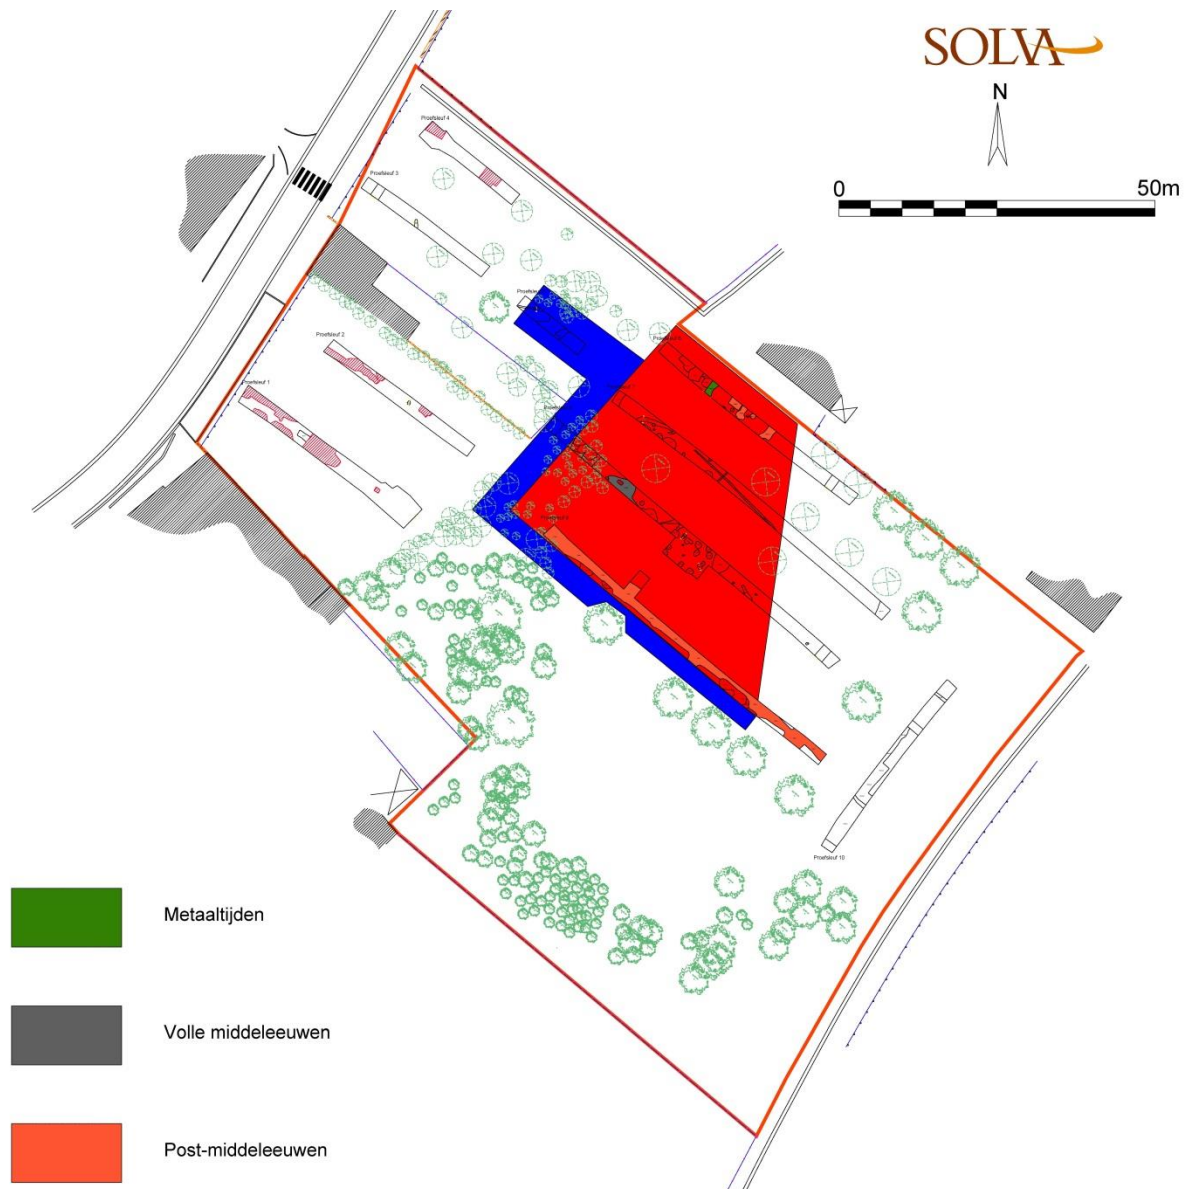 SOLVA
N
0 50m
Proefsleuf 4
Proefsleuf 3
Proefsleuf 2
Proefsleuf 1
Proefsleuf 10
Metaaltijden
Volle middeleeuwen
Post-middeleeuwen